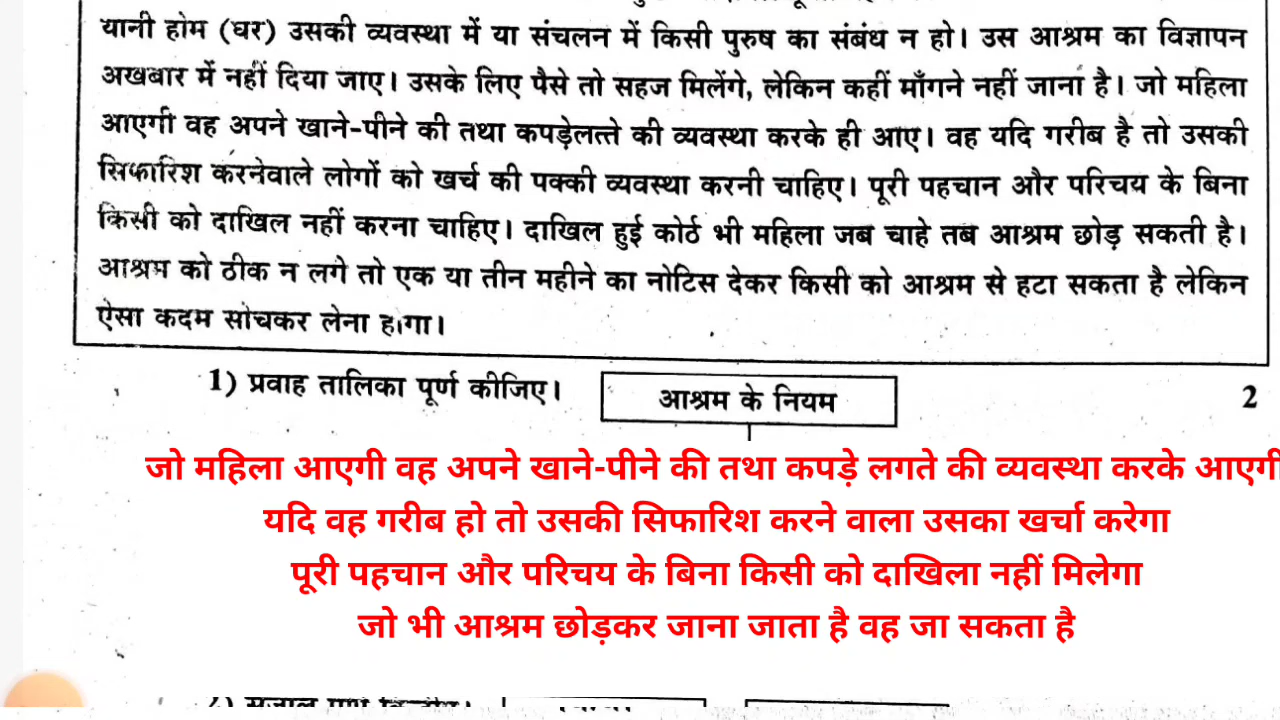 यानी होम (घर) उसकी व्यवस्था में या संचलन में किसी पुरुष का संबंध न हो। उस आश्रम का विज्ञापन
अखबार में नहीं दिया जाए। उसके लिए पैसे तो सहज मिलेंगे, लेकिन कहीं माँगने नहीं जाना है। जो महिला
आएगी वह अपने खाने-पीने की तथा कपड़ेलत्ते की व्यवस्था करके ही आए। वह यदि गरीब है तो उसकी
सिफारिश करनेवाले लोगों को खर्च की पक्की व्यवस्था करनी चाहिए। पूरी पहचान और परिचय के बिना
किसी को दाखिल नहीं करना चाहिए। दाखिल हुई कोई भी महिला जब चाहे तब आश्रम छोड़ सकती है।
आश्रम को ठीक न लगे तो एक या तीन महीने का नोटिस देकर किसी को आश्रम से हटा सकता है लेकिन
ऐसा कदम सोचकर लेना होगा।
1) प्रवाह तालिका पूर्ण कीजिए। आश्रम के नियम 2
जो महिला आएगी वह अपने खाने-पीने की तथा कपड़े लगते की व्यवस्था करके आएगी
यदि वह गरीब हो तो उसकी सिफारिश करने वाला उसका खर्चा करेगा
पूरी पहचान और परिचय के बिना किसी को दाखिला नहीं मिलेगा
जो भी आश्रम छोड़कर जाना जाता है वह जा सकता है